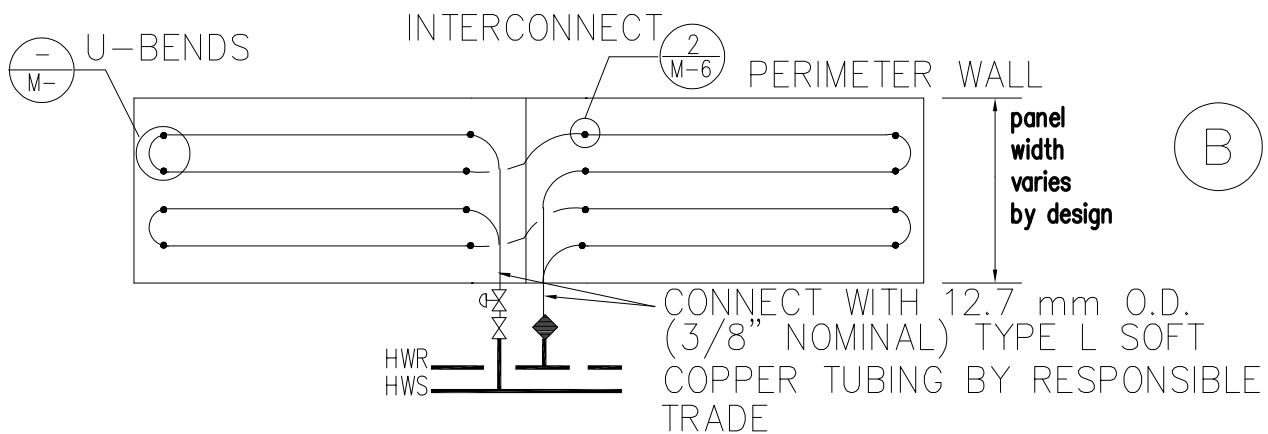 INTERCONNECT
2
M-6
–
M-
U-BENDS
PERIMETER WALL
panel
width
varies
by design
B
CONNECT WITH 12.7 mm O.D.
(3/8" NOMINAL) TYPE L SOFT
COPPER TUBING BY RESPONSIBLE
TRADE
HWR
HWS